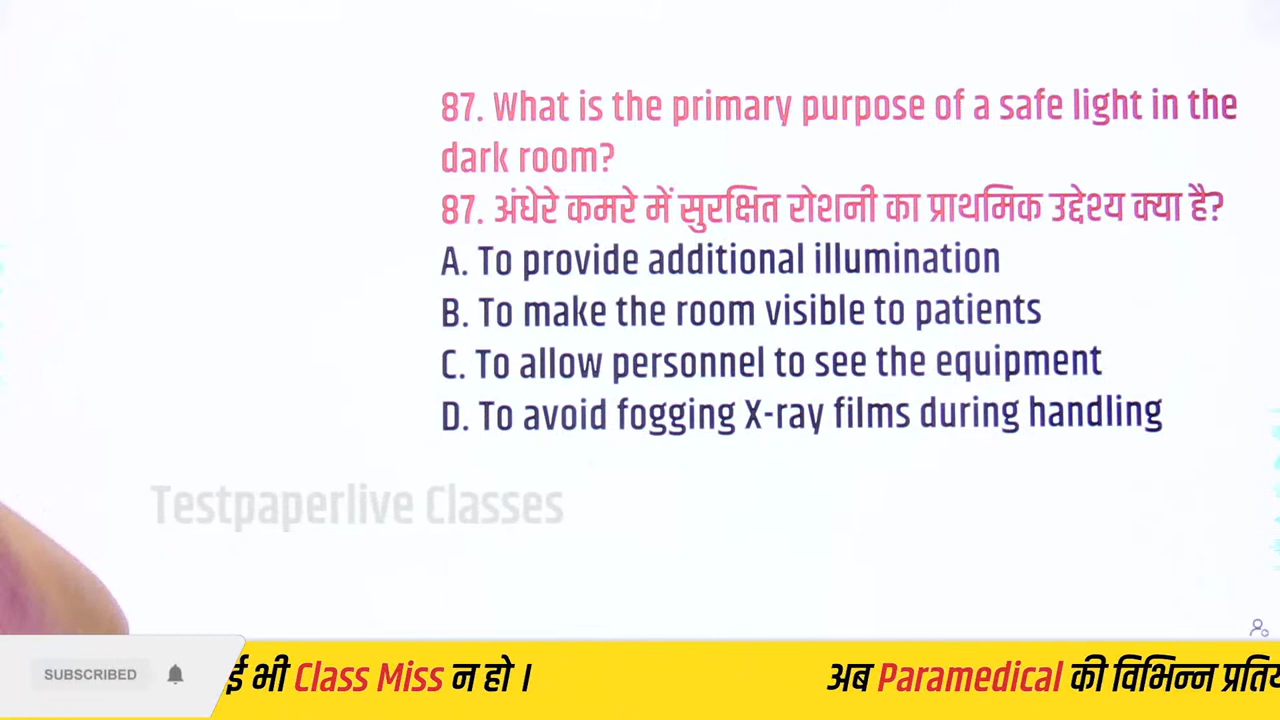 87. What is the primary purpose of a safe light in the
dark room?
87. अंधेरे कमरे में सुरक्षित रोशनी का प्राथमिक उद्देश्य क्या है?
A. To provide additional illumination
B. To make the room visible to patients
C. To allow personnel to see the equipment
D. To avoid fogging X-ray films during handling
Testpaperlive Classes
SUBSCRIBED
भी Class Miss न हो । अब Paramedical की विभिन्न